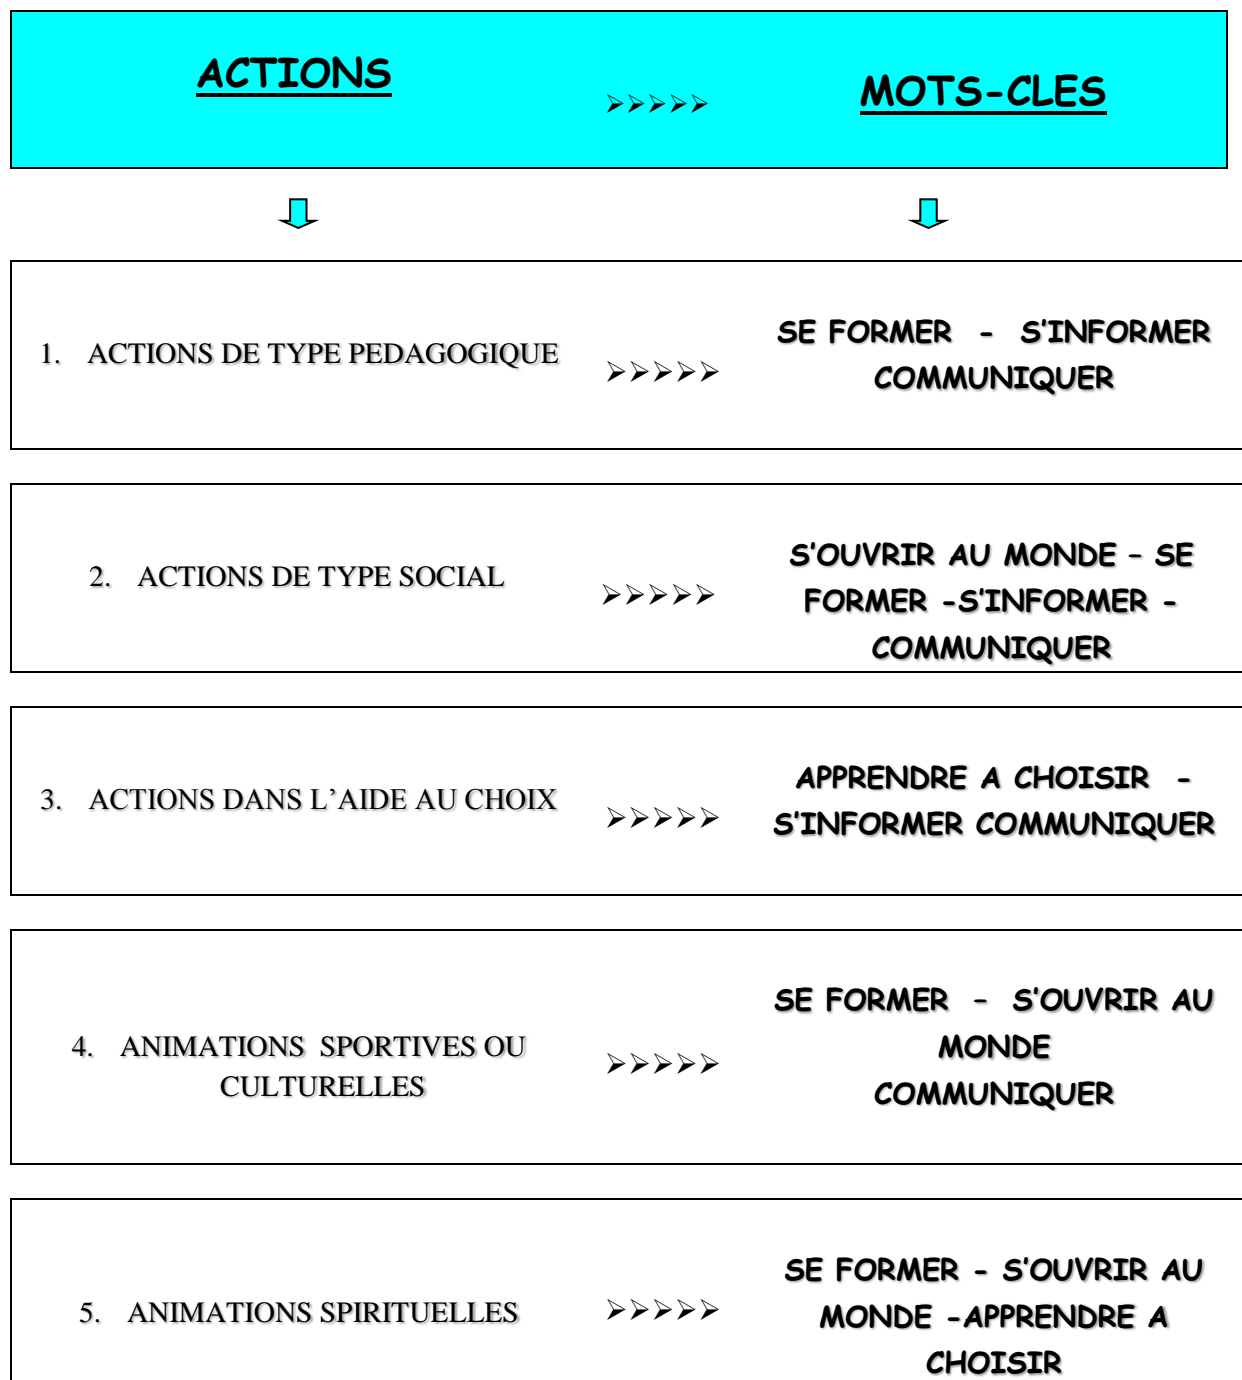 ACTIONS
MOTS-CLES
1. ACTIONS DE TYPE PEDAGOGIQUE
SE FORMER - S'INFORMER
COMMUNIQUER
2. ACTIONS DE TYPE SOCIAL
S'OUVRIR AU MONDE – SE
FORMER -S'INFORMER -
COMMUNIQUER
3. ACTIONS DANS L'AIDE AU CHOIX
APPRENDRE A CHOISIR -
S'INFORMER COMMUNIQUER
4. ANIMATIONS SPORTIVES OU
CULTURELLES
SE FORMER – S'OUVRIR AU
MONDE
COMMUNIQUER
5. ANIMATIONS SPIRITUELLES
SE FORMER - S'OUVRIR AU
MONDE -APPRENDRE A
CHOISIR